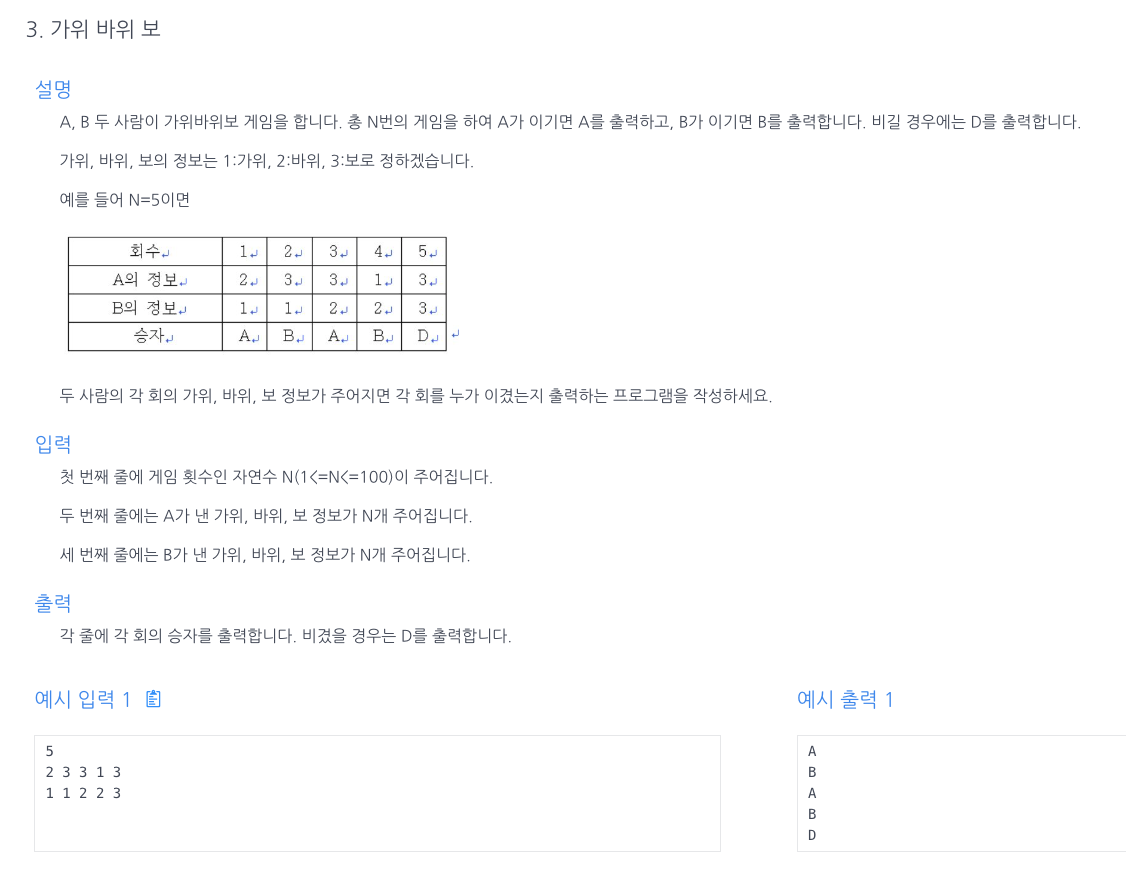 3. 가위 바위 보
설명
A, B 두 사람이 가위바위보 게임을 합니다. 총 N번의 게임을 하여 A가 이기면 A를 출력하고, B가 이기면 B를 출력합니다. 비길 경우에는 D를 출력합니다.
가위, 바위, 보의 정보는 1:가위, 2:바위, 3:보로 정하겠습니다.
예를 들어 N=5이면
회수 1 2 3 4 5
A의 정보 2 3 3 1 3
B의 정보 1 1 2 2 3
승자 A B A B D
두 사람의 각 회의 가위, 바위, 보 정보가 주어지면 각 회를 누가 이겼는지 출력하는 프로그램을 작성하세요.
입력
첫 번째 줄에 게임 횟수인 자연수 N(1<=N<=100)이 주어집니다.
두 번째 줄에는 A가 낸 가위, 바위, 보 정보가 N개 주어집니다.
세 번째 줄에는 B가 낸 가위, 바위, 보 정보가 N개 주어집니다.
출력
각 줄에 각 회의 승자를 출력합니다. 비겼을 경우는 D를 출력합니다.
예시 입력 1
5
2 3 3 1 3
1 1 2 2 3
예시 출력 1
A
B
A
B
D